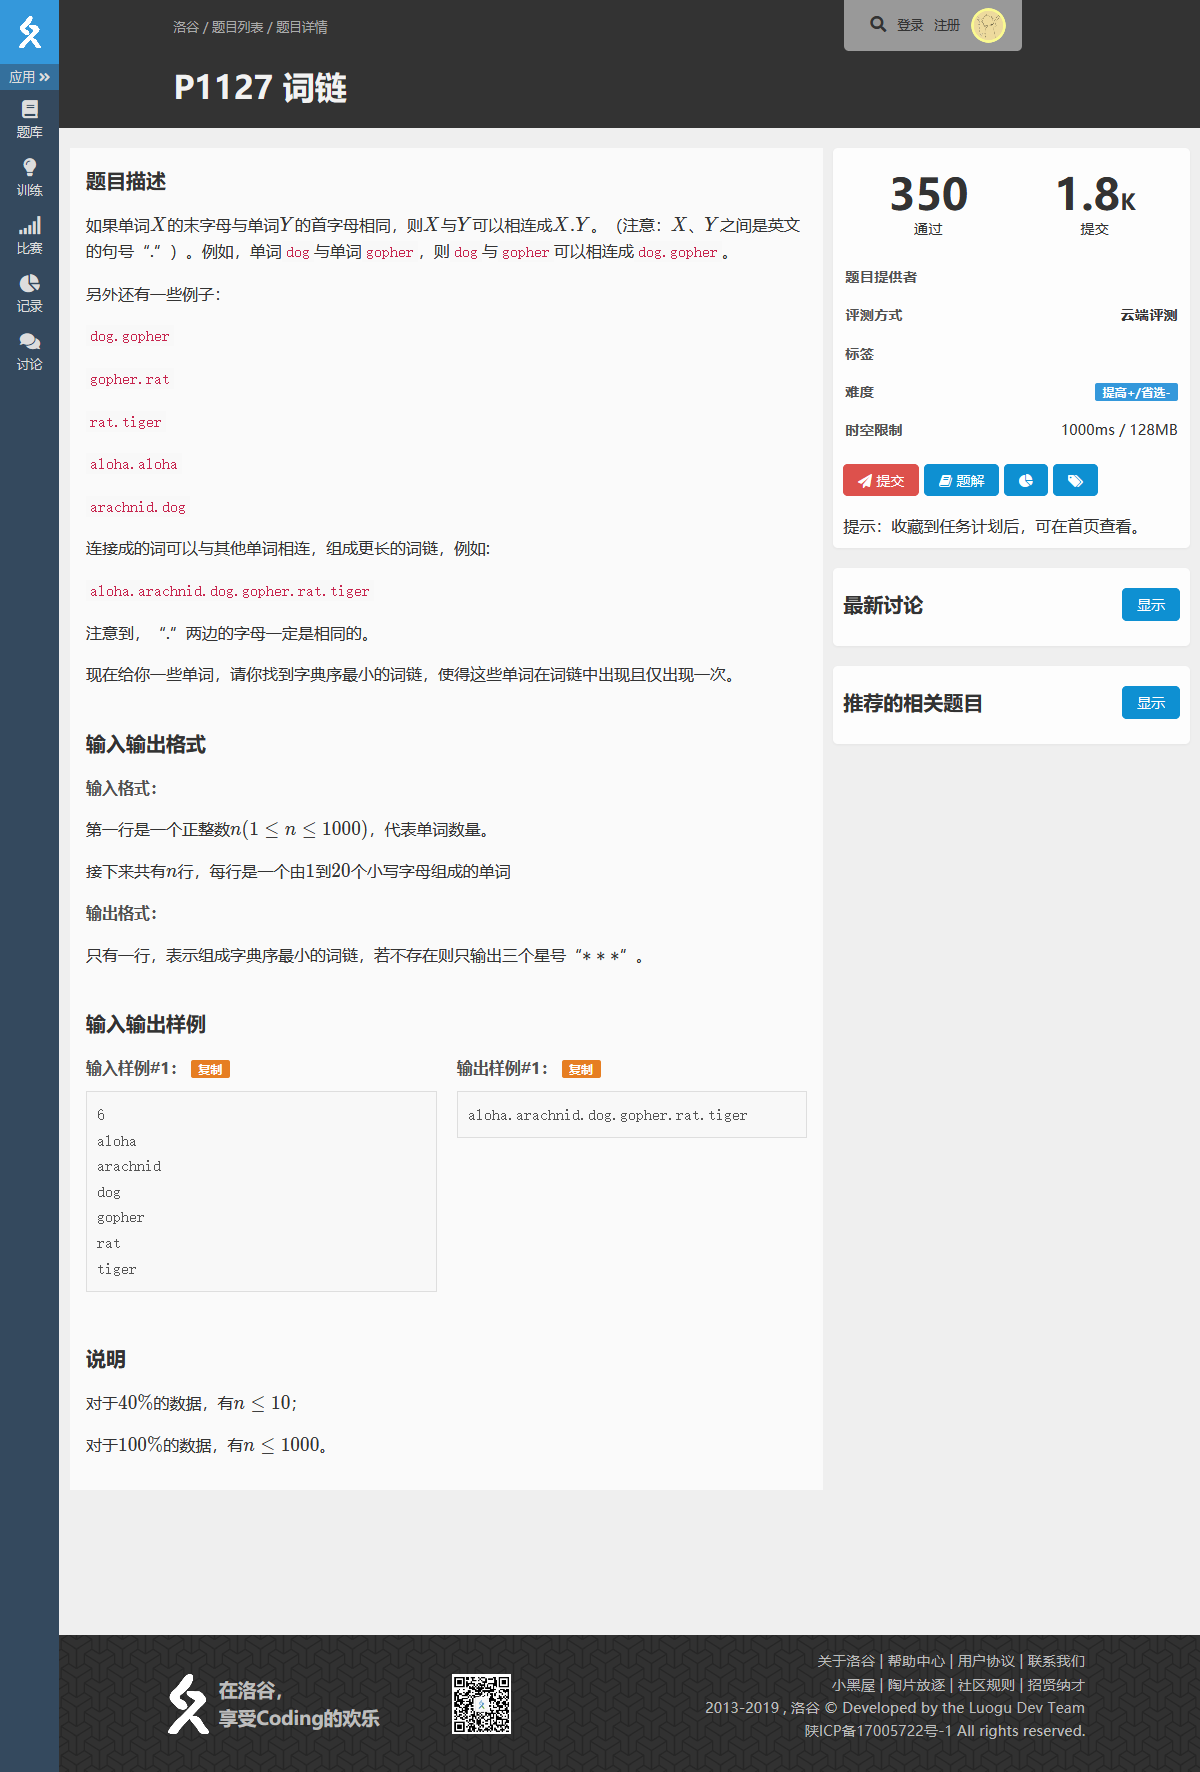 洛谷 / 题目列表 / 题目详情
登录 注册
P1127 词链
应用
题库
训练
比赛
记录
讨论
题目描述
如果单词X的末字母与单词Y的首字母相同，则X与Y可以相连成X.Y。（注意：X、Y之间是英文
的句号“.”）。例如，单词 dog 与单词 gopher ，则 dog 与 gopher 可以相连成 dog.gopher 。
另外还有一些例子：
dog.gopher
gopher.rat
rat.tiger
aloha.aloha
arachnid.dog
连接成的词可以与其他单词相连，组成更长的词链，例如：
aloha.arachnid.dog.gopher.rat.tiger
注意到，“.”两边的字母一定是相同的。
现在给你一些单词，请你找到字典序最小的词链，使得这些单词在词链中出现且仅出现一次。
输入输出格式
输入格式：
第一行是一个正整数n(1 ≤ n ≤ 1000)，代表单词数量。
接下来共有n行，每行是一个由1到20个小写字母组成的单词
输出格式：
只有一行，表示组成字典序最小的词链，若不存在则只输出三个星号“* * *”。
输入输出样例
输入样例#1： 复制
6
aloha
arachnid
dog
gopher
rat
tiger
输出样例#1： 复制
aloha.arachnid.dog.gopher.rat.tiger
说明
对于40%的数据，有n ≤ 10；
对于100%的数据，有n ≤ 1000。
350
通过
1.8K
提交
题目提供者
评测方式 云端评测
标签
难度 提高+/省选-
时空限制 1000ms / 128MB
提交 题解
提示：收藏到任务计划后，可在首页查看。
最新讨论 显示
推荐的相关题目 显示
在洛谷，
享受Coding的欢乐
关于洛谷 | 帮助中心 | 用户协议 | 联系我们
小黑屋 | 陶片放逐 | 社区规则 | 招贤纳才
2013-2019 , 洛谷 © Developed by the Luogu Dev Team
陕ICP备17005722号-1 All rights reserved.